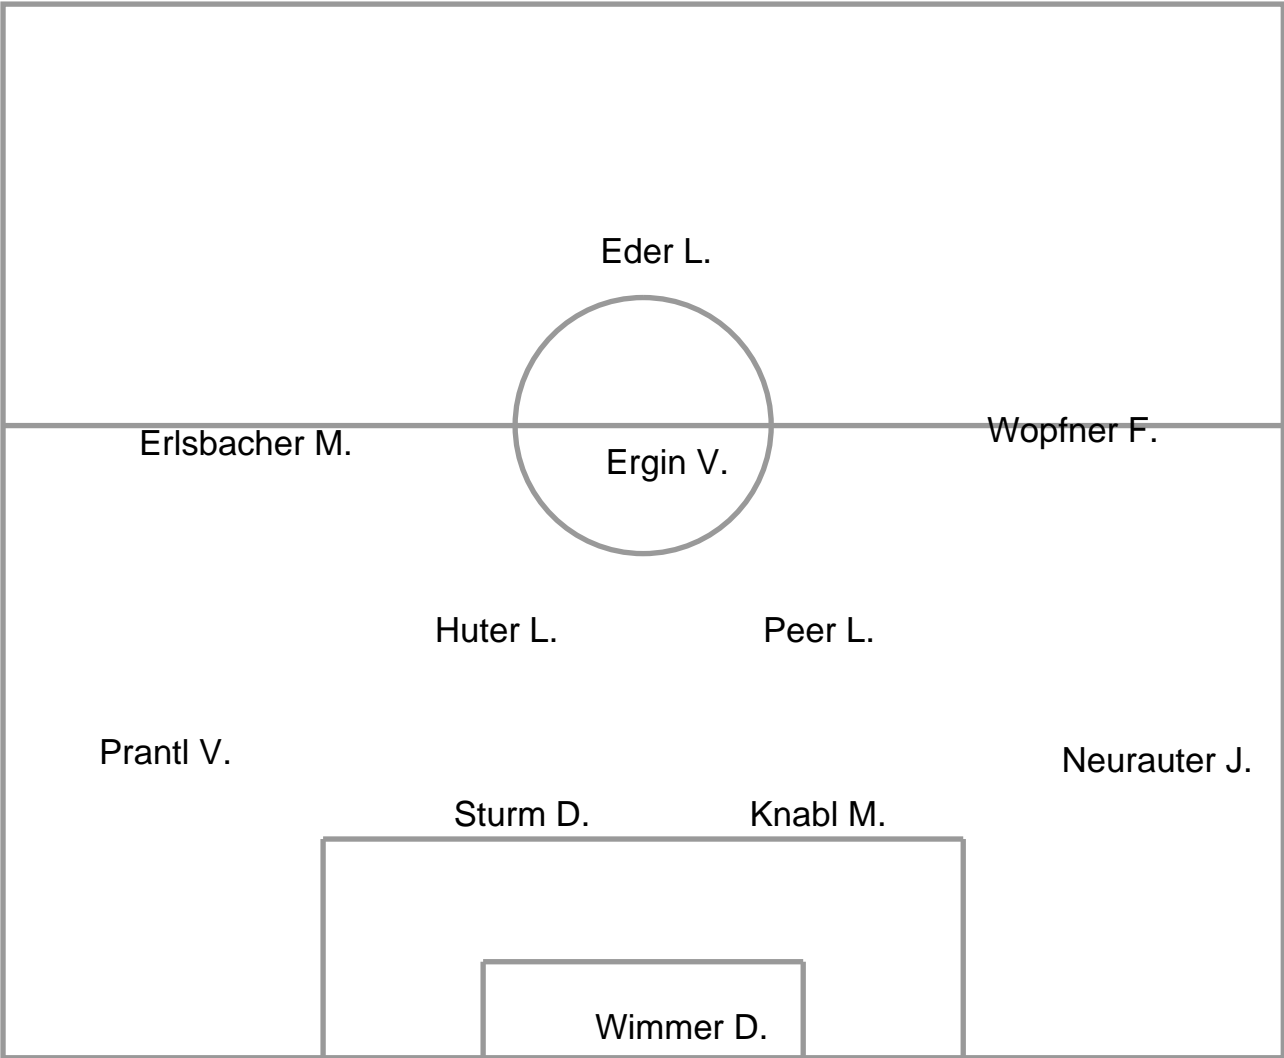 Eder L.
Erlsbacher M.
Wopfner F.
Ergin V.
Huter L.
Peer L.
Prantl V.
Neurauter J.
Sturm D.
Knabl M.
Wimmer D.